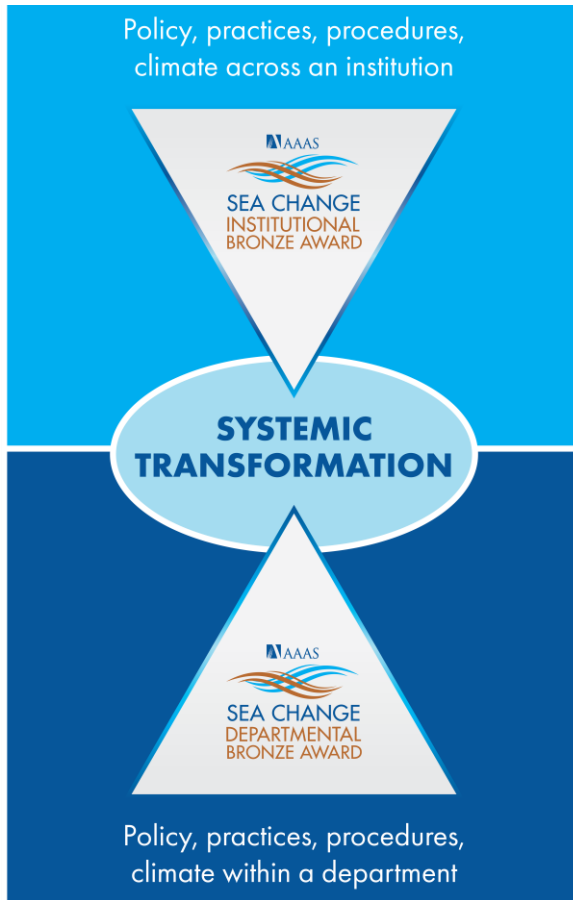 Policy, practices, procedures,
climate across an institution
AAAS
SEA CHANGE
INSTITUTIONAL
BRONZE AWARD
SYSTEMIC
TRANSFORMATION
AAAS
SEA CHANGE
DEPARTMENTAL
BRONZE AWARD
Policy, practices, procedures,
climate within a department